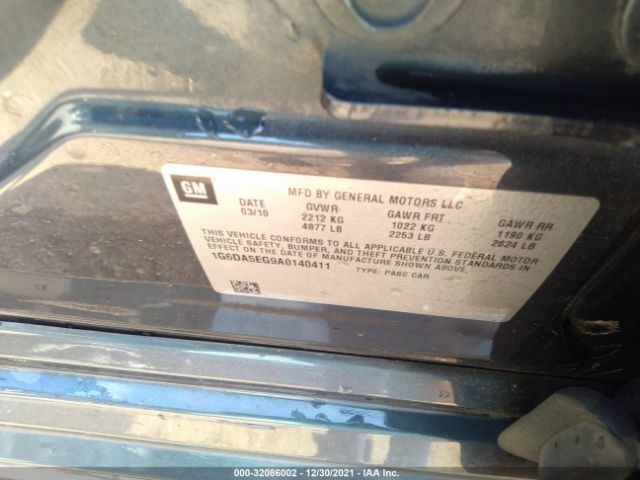 GM
MFD BY GENERAL MOTORS LLC
DATE GVWR GAWR FRT GAWR RR
03/10 2212 KG 1022 KG 1190 KG
4877 LB 2253 LB 2624 LB
THIS VEHICLE CONFORMS TO ALL APPLICABLE U.S. FEDERAL MOTOR
VEHICLE SAFETY, BUMPER, AND THEFT PREVENTION STANDARDS IN
EFFECT ON THE DATE OF MANUFACTURE SHOWN ABOVE.
1G6DA5EG9A0140411 TYPE: PASS CAR
000-32086002 - 12/30/2021 - IAA Inc.